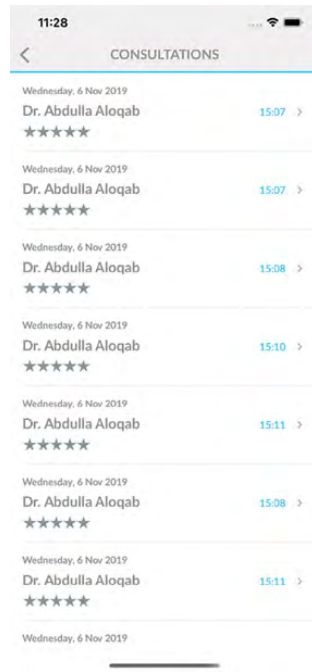 11:28
CONSULTATIONS
Wednesday, 6 Nov 2019
Dr. Abdulla Aloqab 15:07
Wednesday, 6 Nov 2019
Dr. Abdulla Aloqab 15:07
Wednesday, 6 Nov 2019
Dr. Abdulla Aloqab 15:08
Wednesday, 6 Nov 2019
Dr. Abdulla Aloqab 15:10
Wednesday, 6 Nov 2019
Dr. Abdulla Aloqab 15:11
Wednesday, 6 Nov 2019
Dr. Abdulla Aloqab 15:08
Wednesday, 6 Nov 2019
Dr. Abdulla Aloqab 15:11
Wednesday, 6 Nov 2019